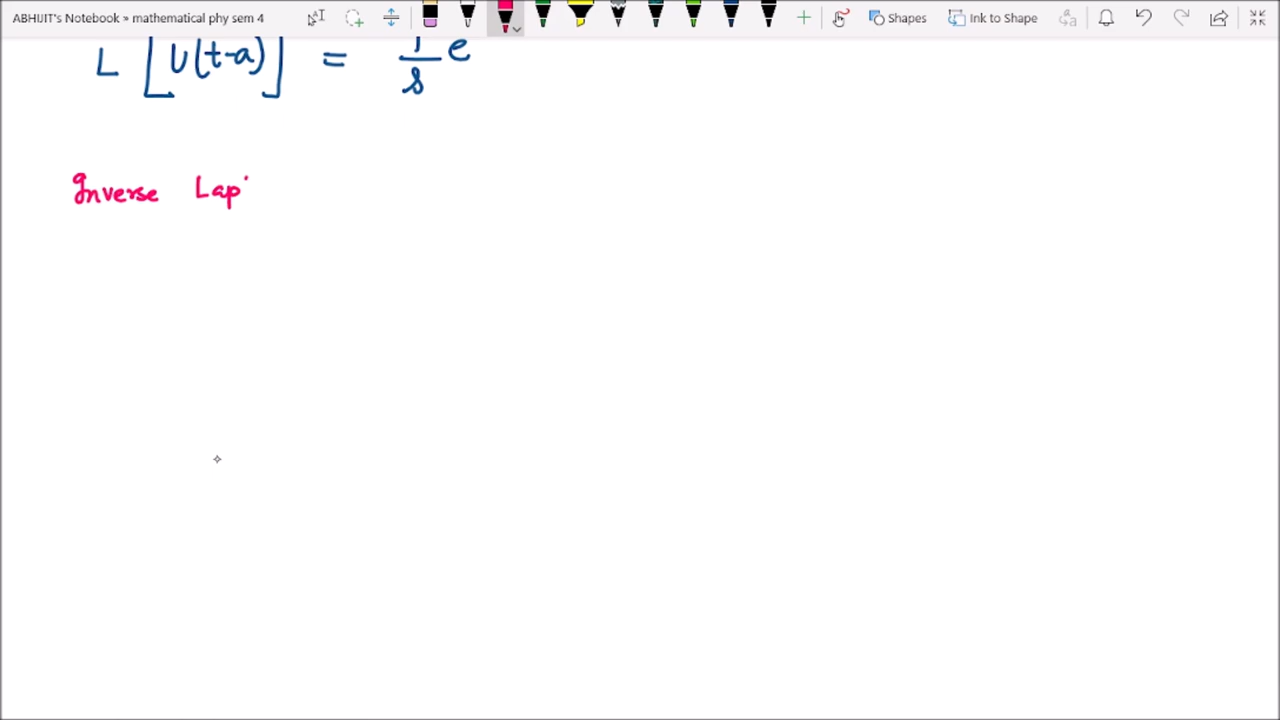 ABHIJIT's Notebook » mathematical phy sem 4
Shapes
Ink to Shape
L [U(t-a)] = 1/s e
Inverse Lap